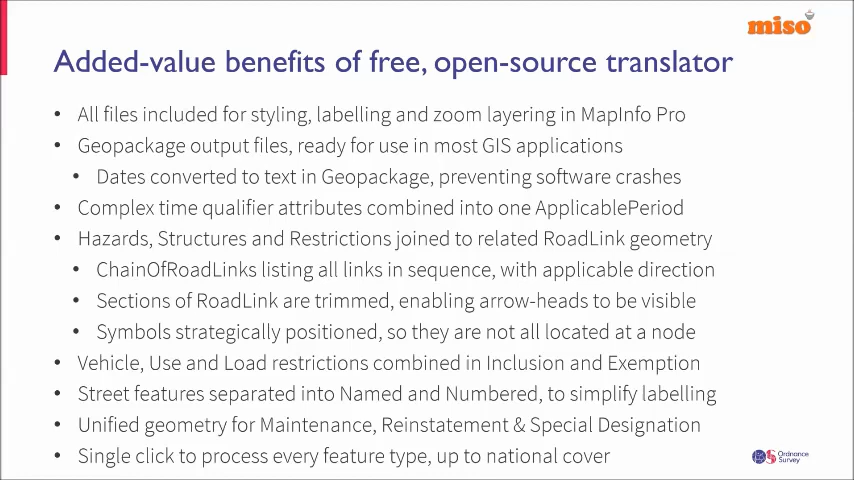 miso
Added-value benefits of free, open-source translator
• All files included for styling, labelling and zoom layering in MapInfo Pro
• Geopackage output files, ready for use in most GIS applications
• Dates converted to text in Geopackage, preventing software crashes
• Complex time qualifier attributes combined into one ApplicablePeriod
• Hazards, Structures and Restrictions joined to related RoadLink geometry
• ChainOfRoadLinks listing all links in sequence, with applicable direction
• Sections of RoadLink are trimmed, enabling arrow-heads to be visible
• Symbols strategically positioned, so they are not all located at a node
• Vehicle, Use and Load restrictions combined in Inclusion and Exemption
• Street features separated into Named and Numbered, to simplify labelling
• Unified geometry for Maintenance, Reinstatement & Special Designation
• Single click to process every feature type, up to national cover
OS Ordnance
Survey